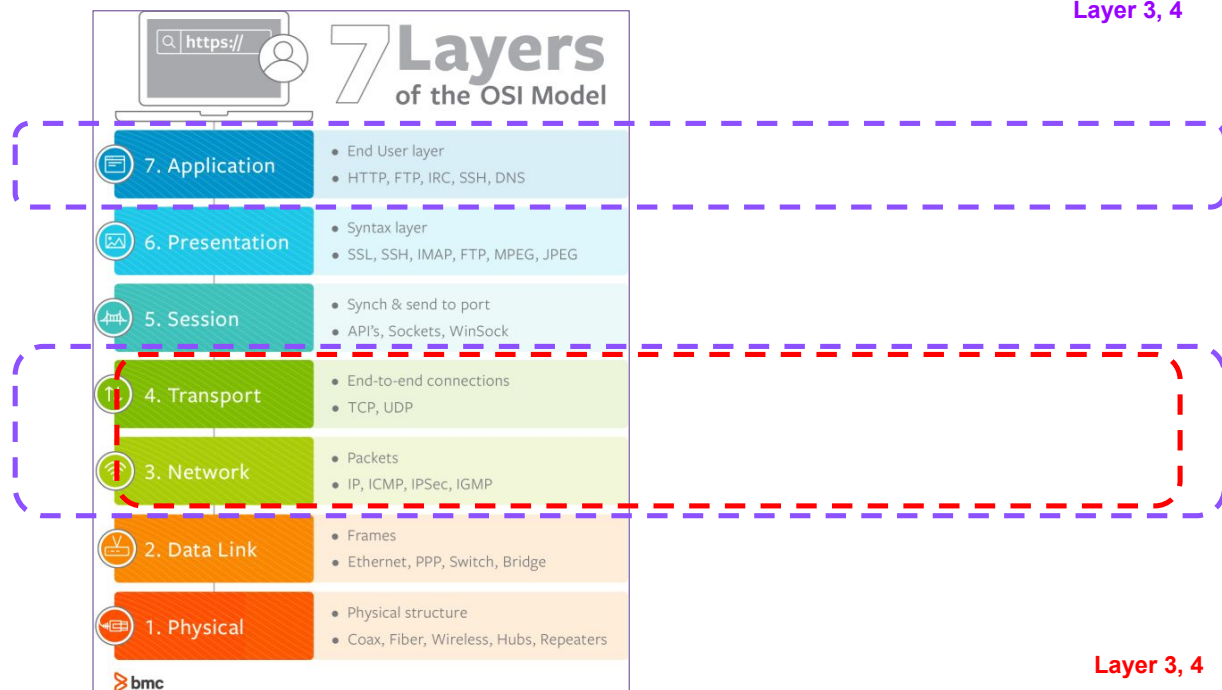 Layer 3, 4
https://
7 Layers
of the OSI Model
7. Application
• End User layer
• HTTP, FTP, IRC, SSH, DNS
6. Presentation
• Syntax layer
• SSL, SSH, IMAP, FTP, MPEG, JPEG
5. Session
• Synch & send to port
• API's, Sockets, WinSock
4. Transport
• End-to-end connections
• TCP, UDP
3. Network
• Packets
• IP, ICMP, IPSec, IGMP
2. Data Link
• Frames
• Ethernet, PPP, Switch, Bridge
1. Physical
• Physical structure
• Coax, Fiber, Wireless, Hubs, Repeaters
Layer 3, 4
bmc